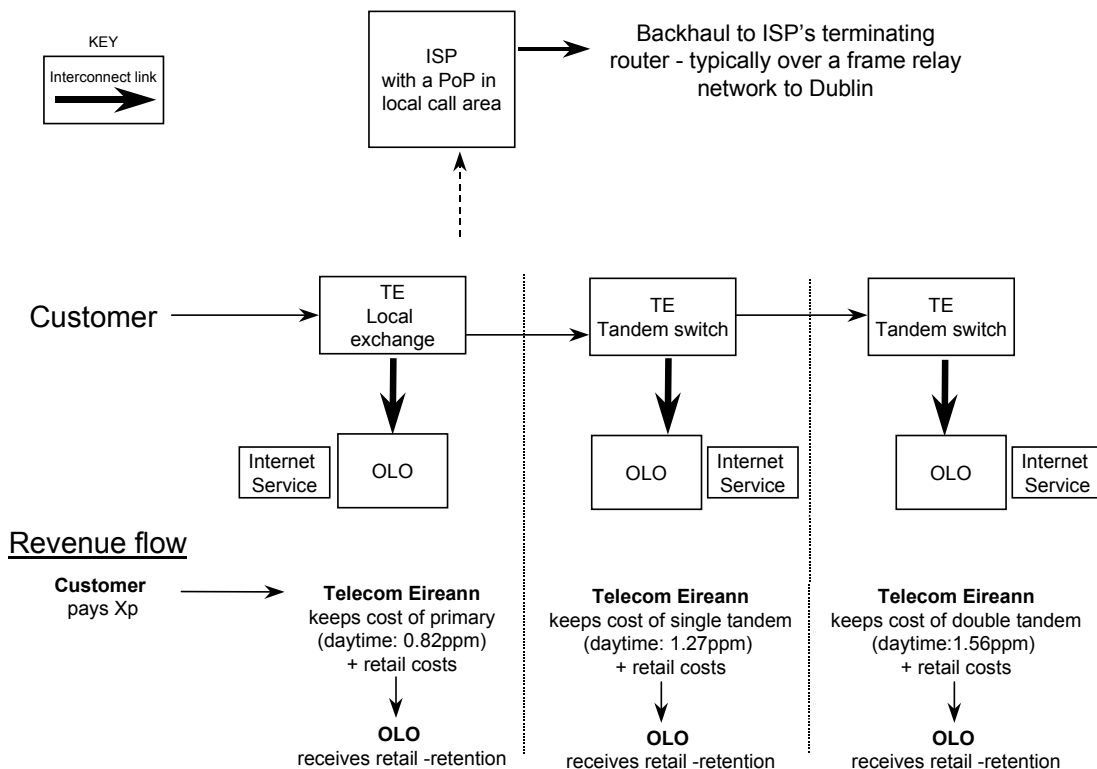 KEY
Interconnect link
ISP
with a PoP in
local call area
Backhaul to ISP's terminating
router - typically over a frame relay
network to Dublin
Customer
TE
Local
exchange
TE
Tandem switch
TE
Tandem switch
Internet
Service
OLO
OLO
Internet
Service
OLO
Internet
Service
Revenue flow
Customer
pays Xp
Telecom Eireann
keeps cost of primary
(daytime: 0.82ppm)
+ retail costs
OLO
receives retail -retention
Telecom Eireann
keeps cost of single tandem
(daytime: 1.27ppm)
+ retail costs
OLO
receives retail -retention
Telecom Eireann
keeps cost of double tandem
(daytime:1.56ppm)
+ retail costs
OLO
receives retail -retention